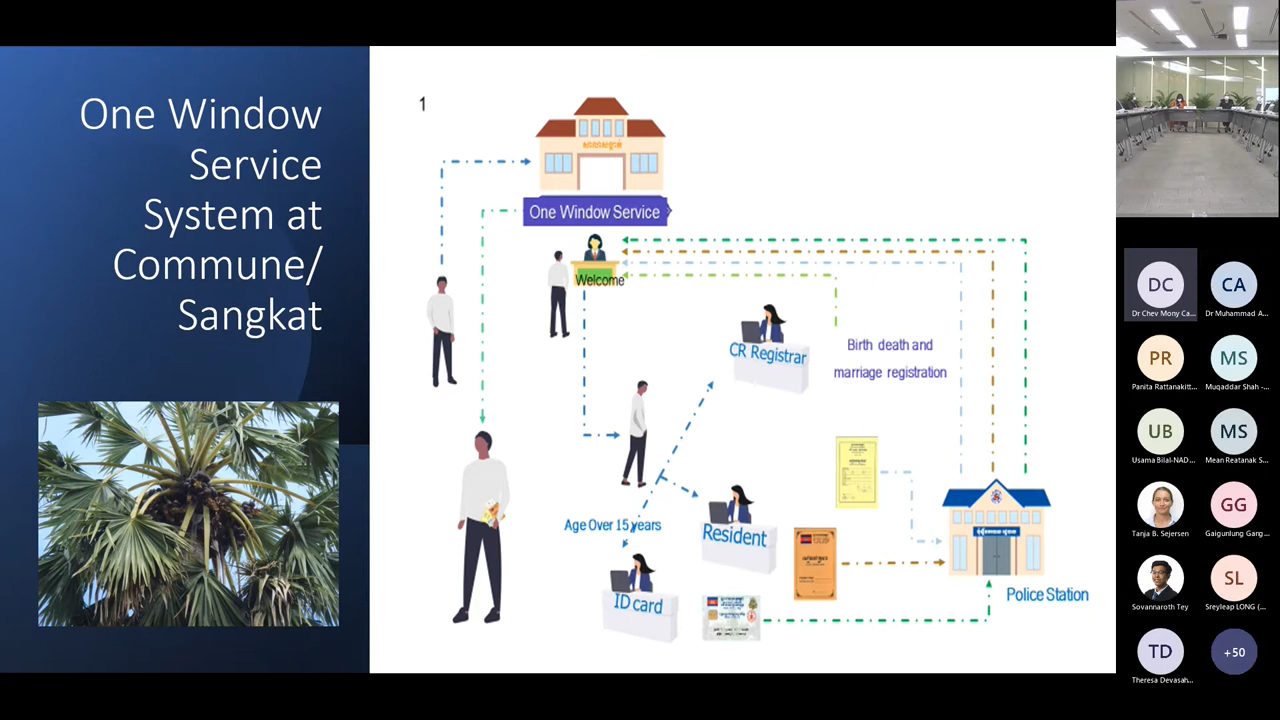 One Window
Service
System at
Commune/
Sangkat
1
One Window Service
Welcome
CR Registrar
Birth death and
marriage registration
Age Over 15 years
Resident
ID card
Police Station
DC
Dr Chev Mony Ca...
CA
Dr Muhammad A...
PR
Panita Rattanakitt...
MS
Muqaddar Shah -...
UB
Usama Bilal-NAD...
MS
Mean Reatanak S...
Tanja B. Sejersen
GG
Gaigunlung Gang...
Sovannaroth Tey
SL
Sreyleap LONG (...
TD
Theresa Devasah...
+50